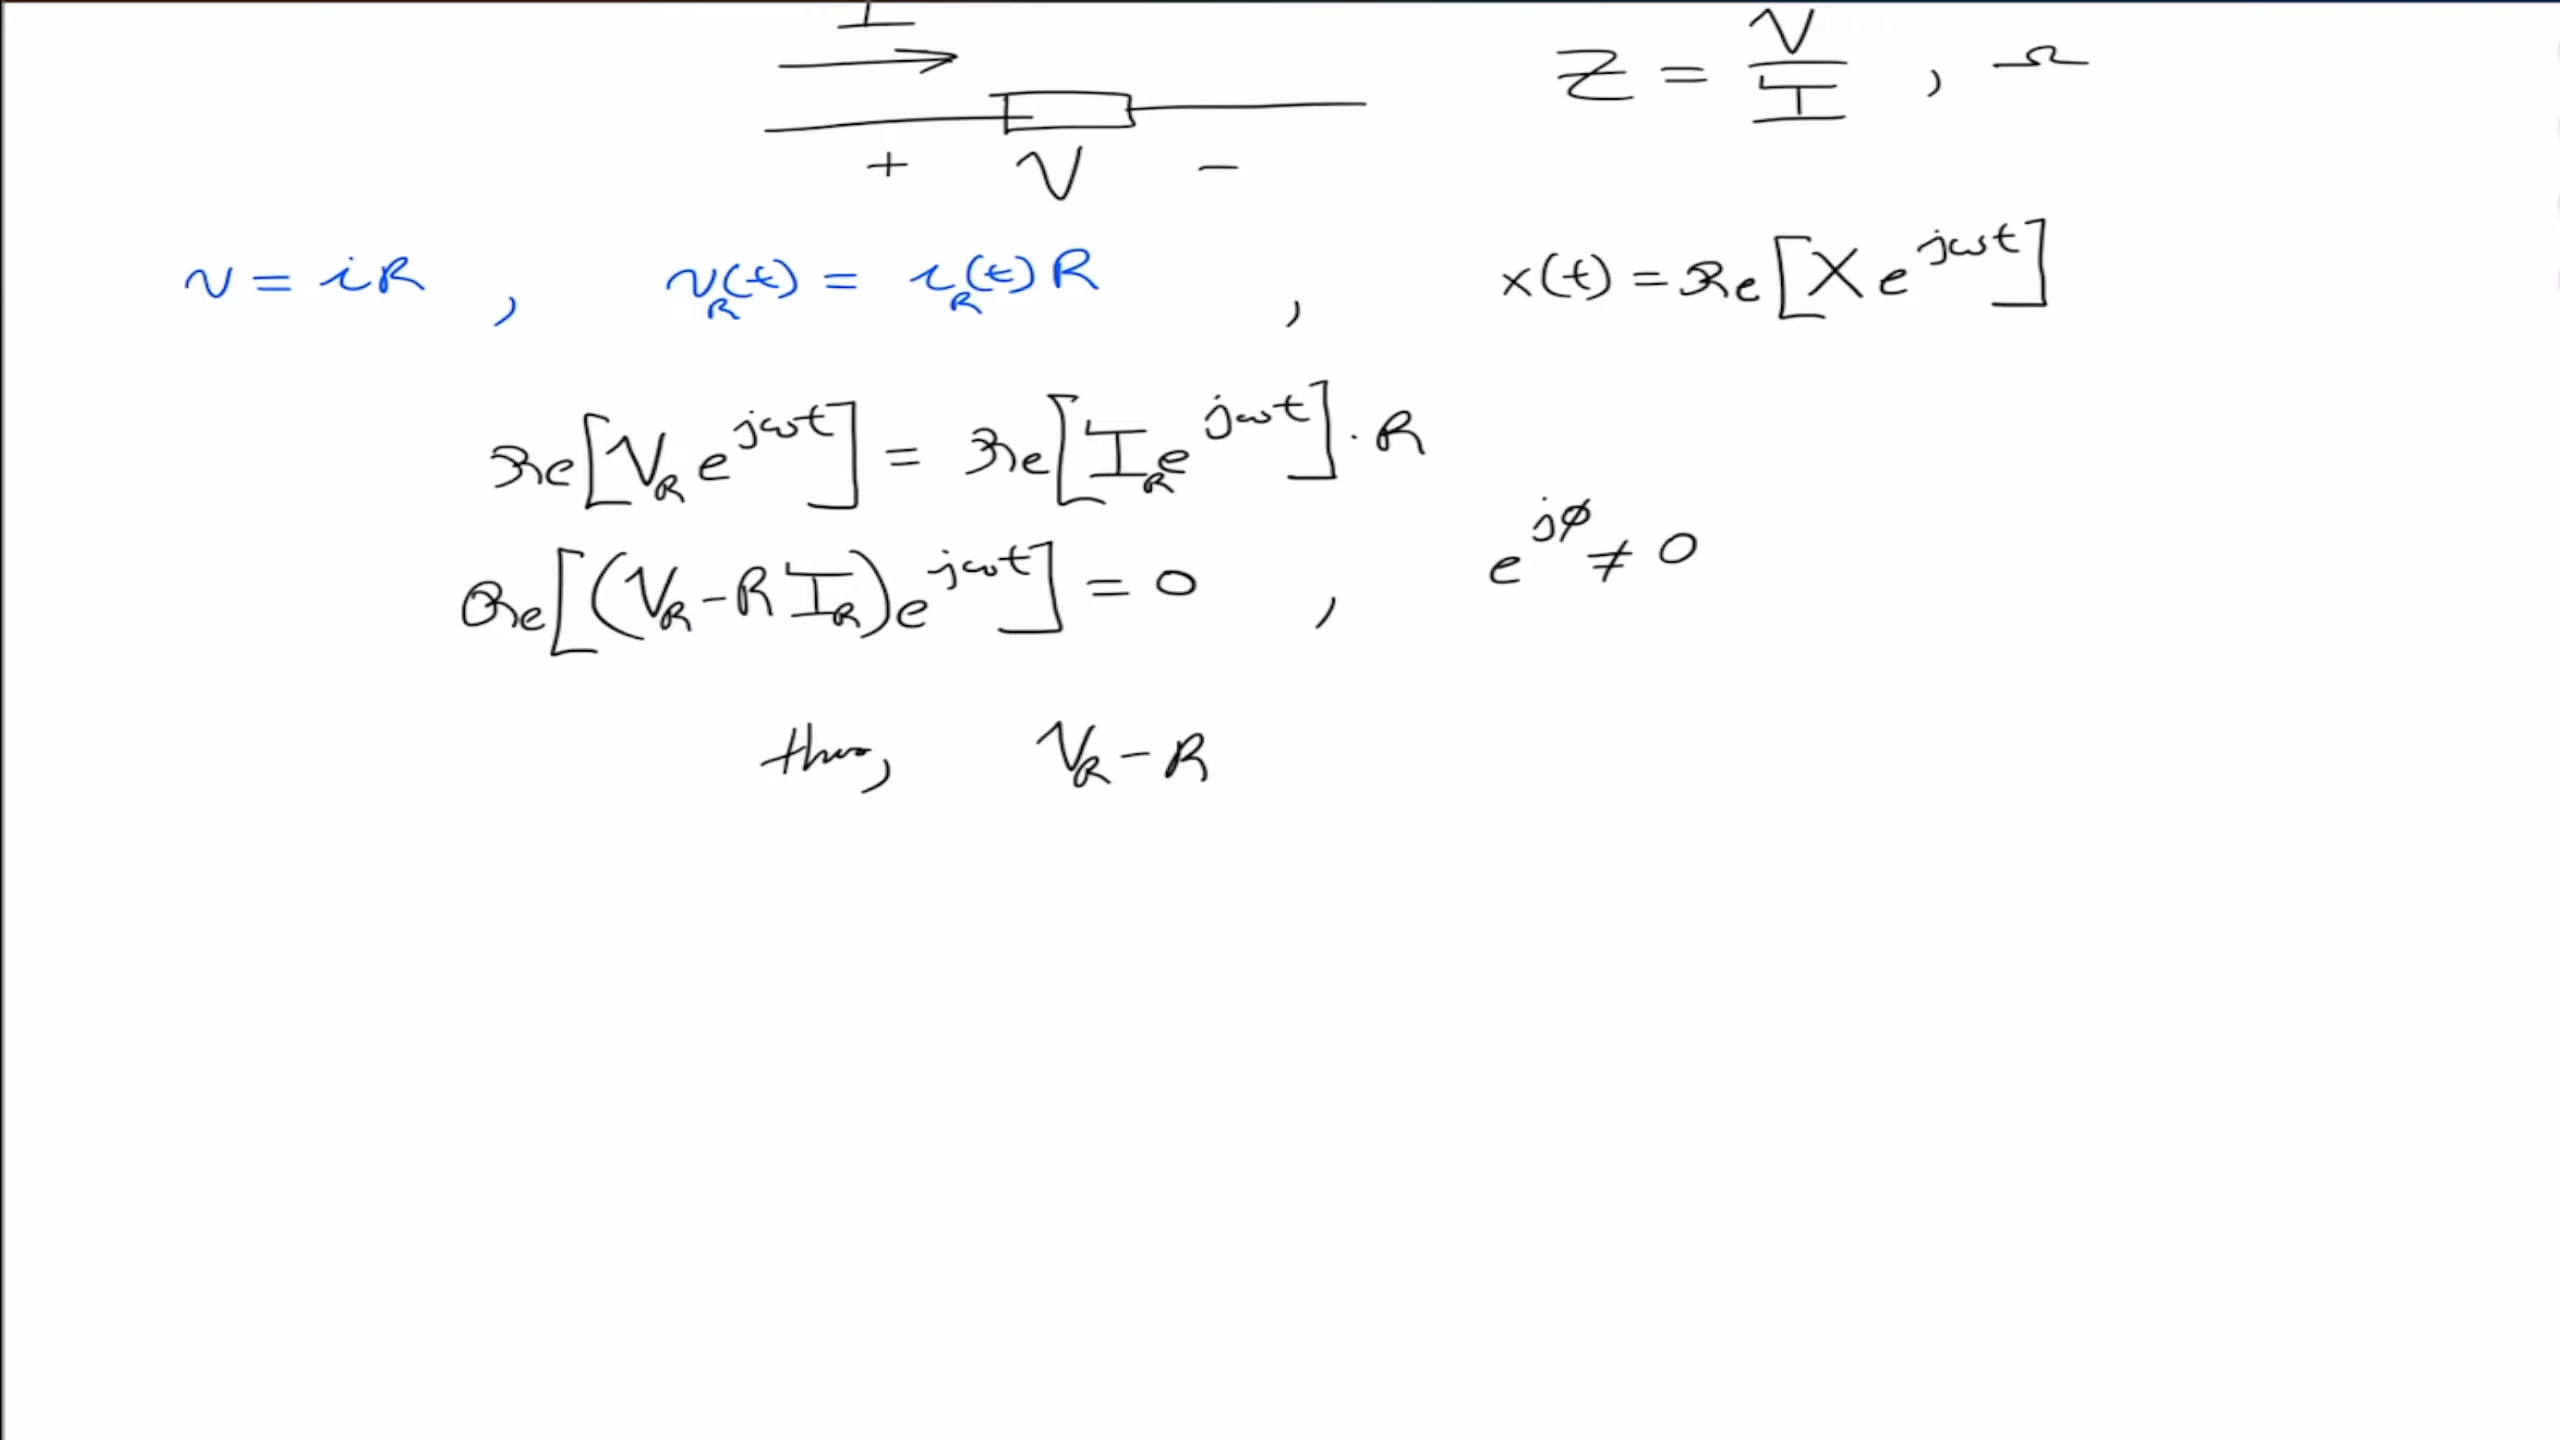 I
Z = V/I , Ω
+ V -
v = iR , v_R(t) = i_R(t)R , x(t) = Re[X e^{jωt}]
Re[V_R e^{jωt}] = Re[I_R e^{jωt}] · R
Re[(V_R - R I_R)e^{jωt}] = 0 , e^{jϕ} ≠ 0
thus, V_R - R